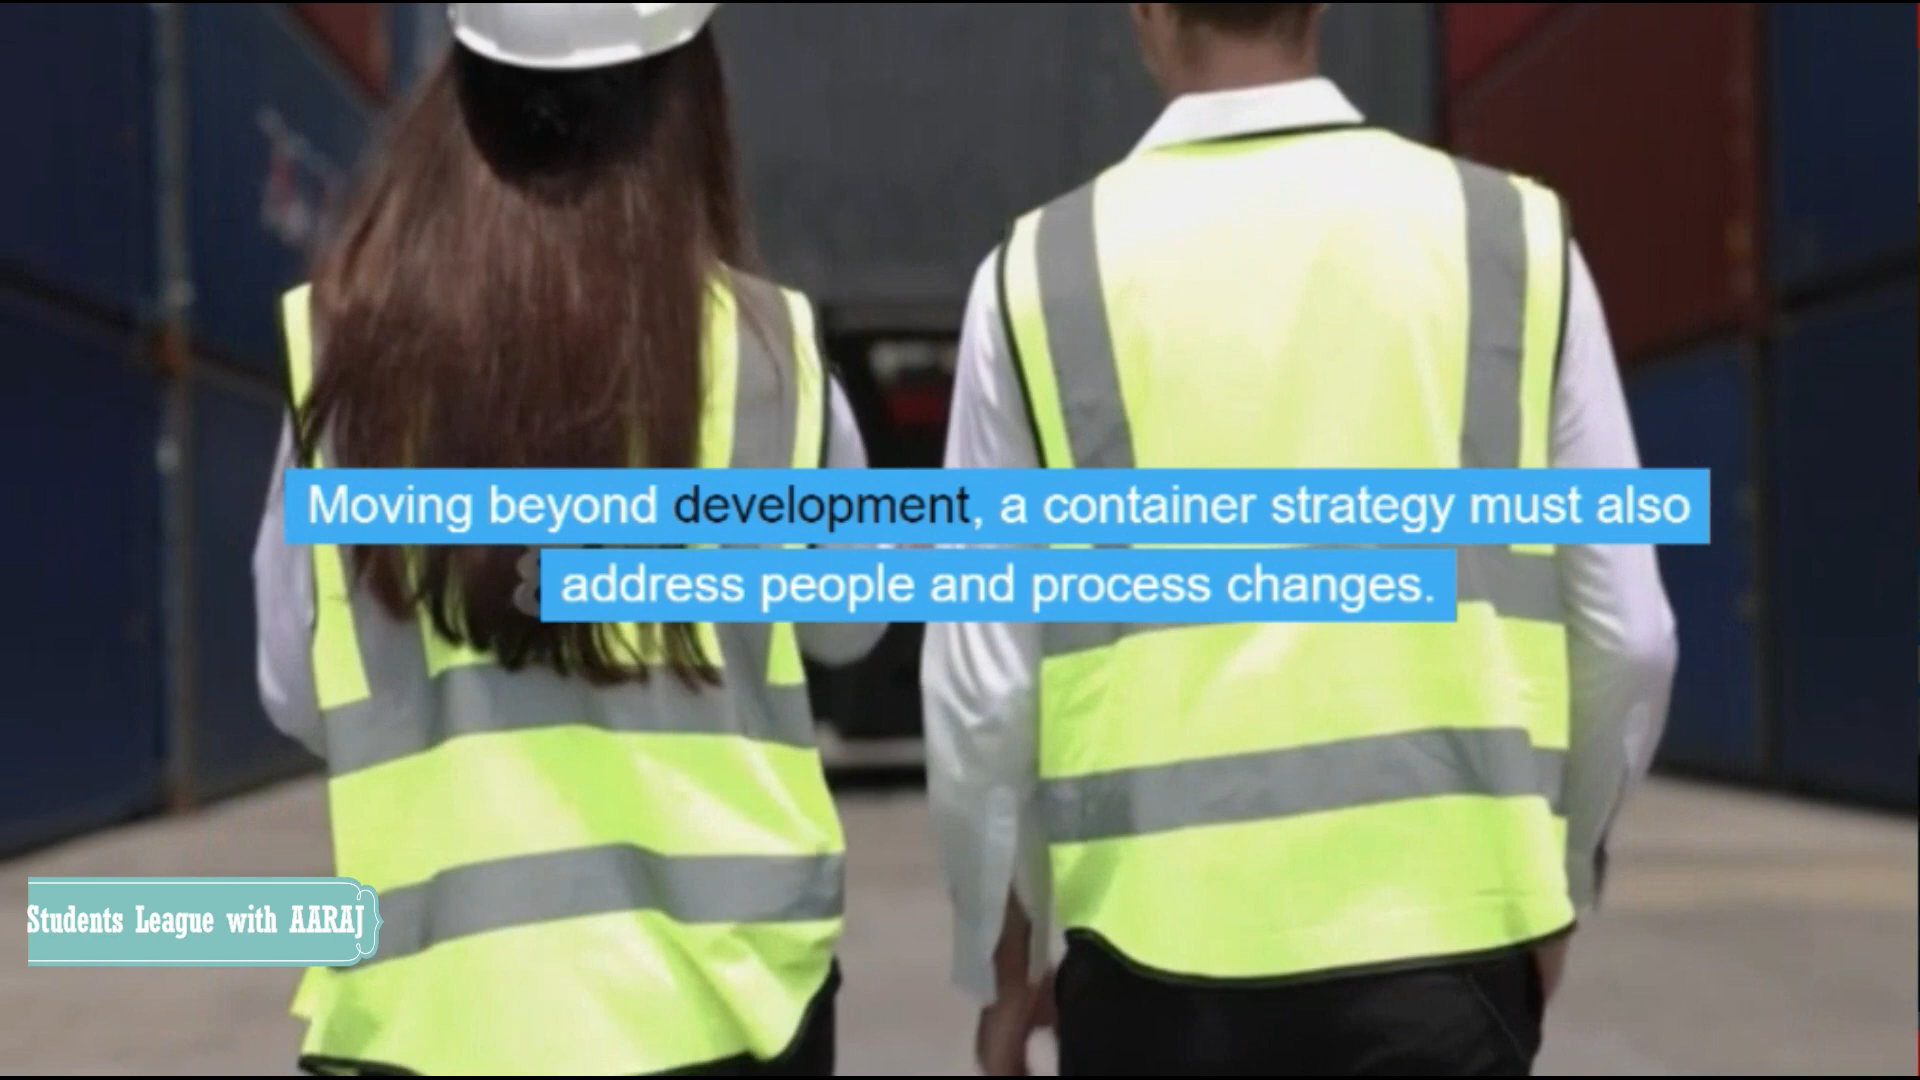 Moving beyond development, a container strategy must also
address people and process changes.
Students League with AARAJ